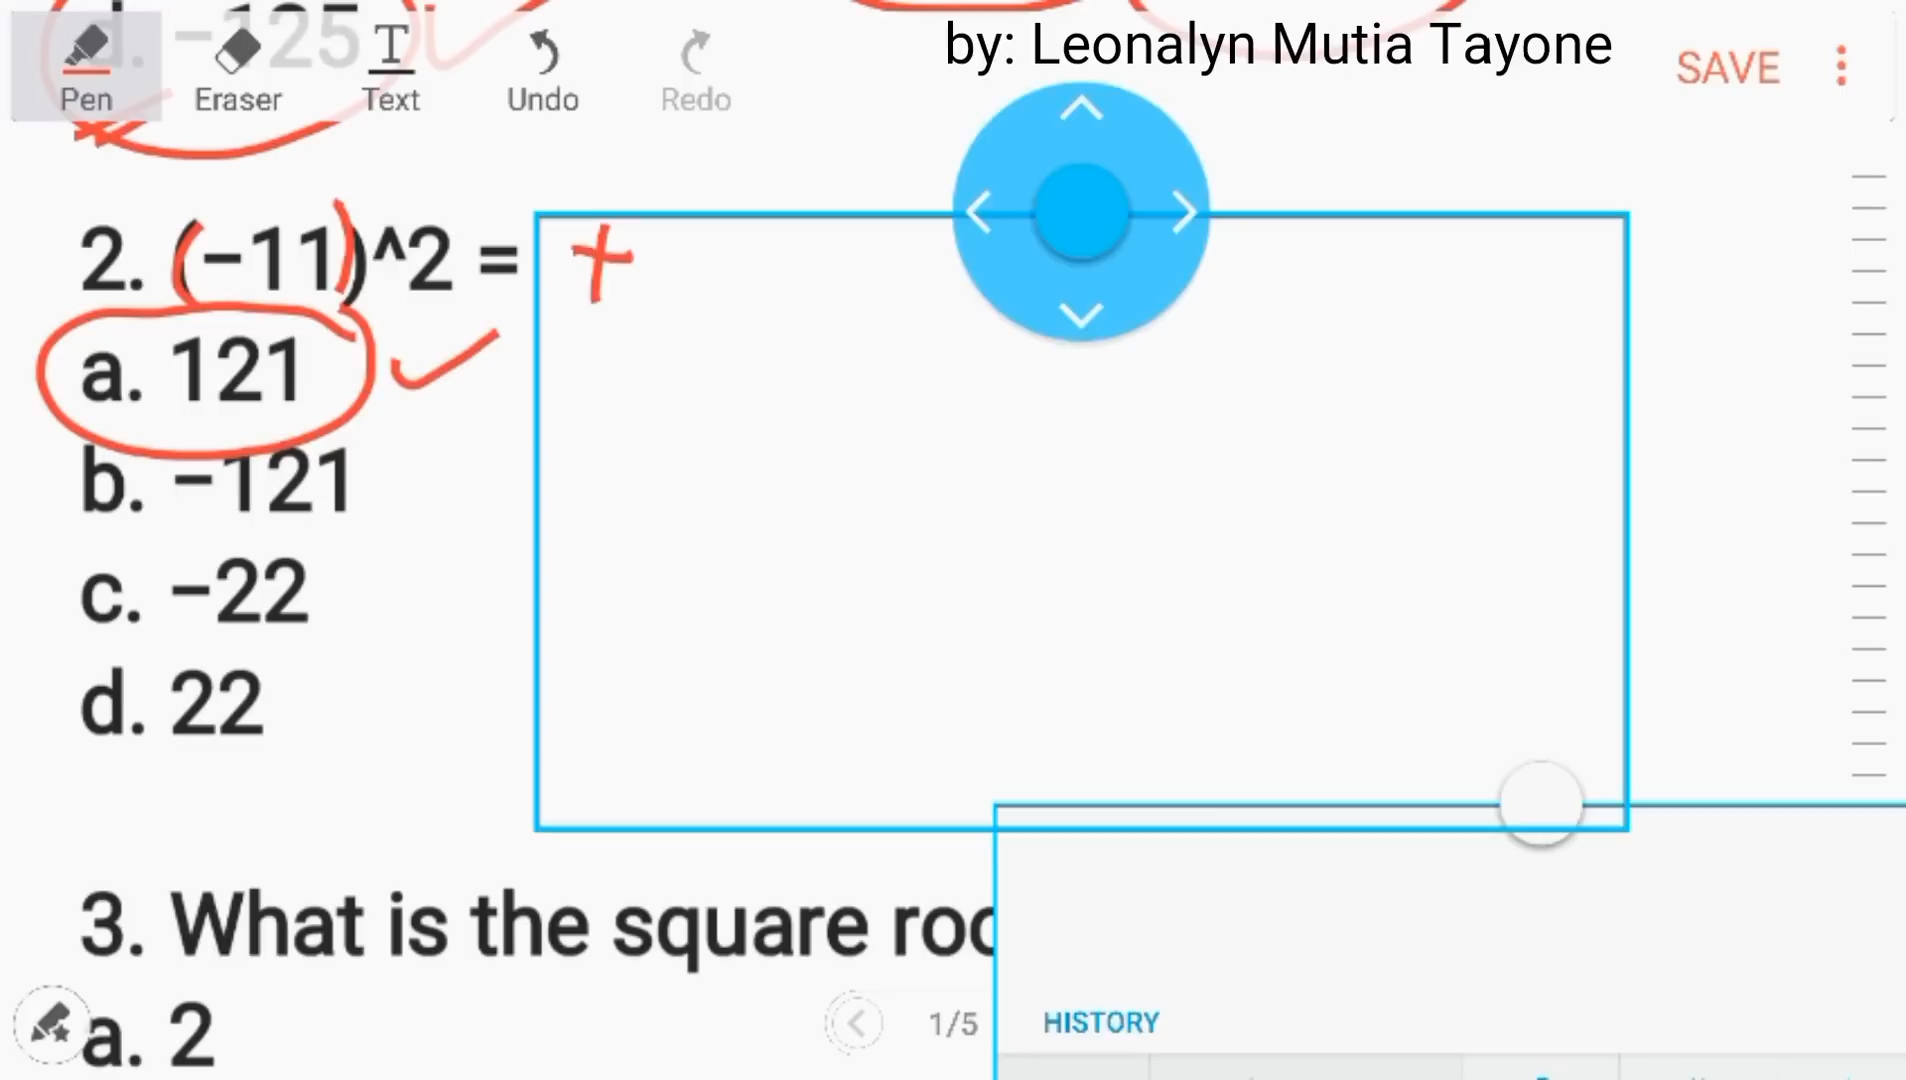 d. −125
Pen
Eraser
T
Text
Undo
Redo
by: Leonalyn Mutia Tayone
SAVE
2. (−11)^2 = +
a. 121
b. −121
c. −22
d. 22
3. What is the square
a. 2
1/5
HISTORY